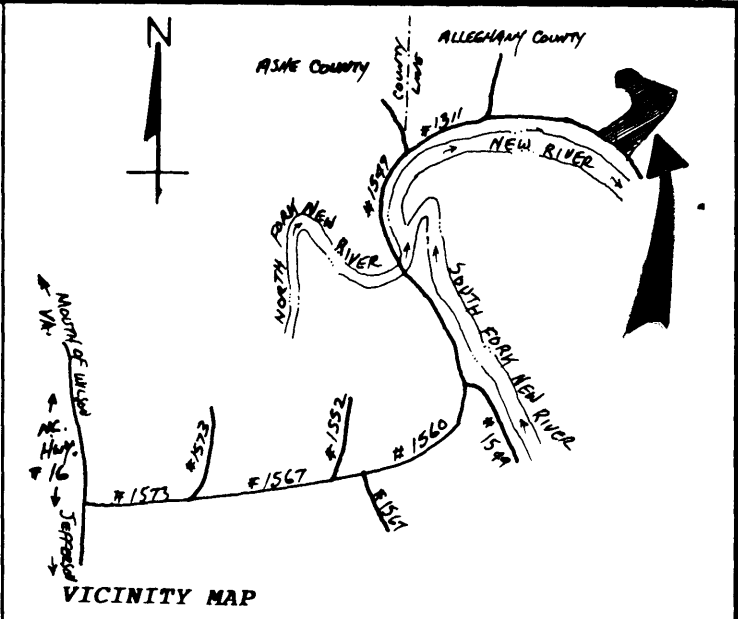 N
ASHE COUNTY
COUNTY
LINE
ALLEGHANY COUNTY
#1311
NEW RIVER
#1549
NORTH FORK NEW RIVER
SOUTH FORK NEW RIVER
VA.
MOUTH OF WILSON
N.C.
HWY.
#16
JEFFERSON
#1573
#1573
#1567
#1552
#1560
#1567
#1549
VICINITY MAP